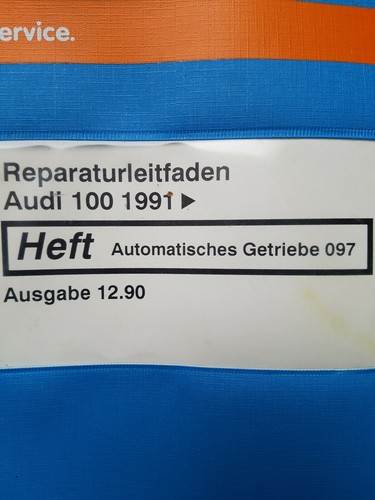 ervice.
Reparaturleitfaden
Audi 100 1991 ▶
Heft Automatisches Getriebe 097
Ausgabe 12.90